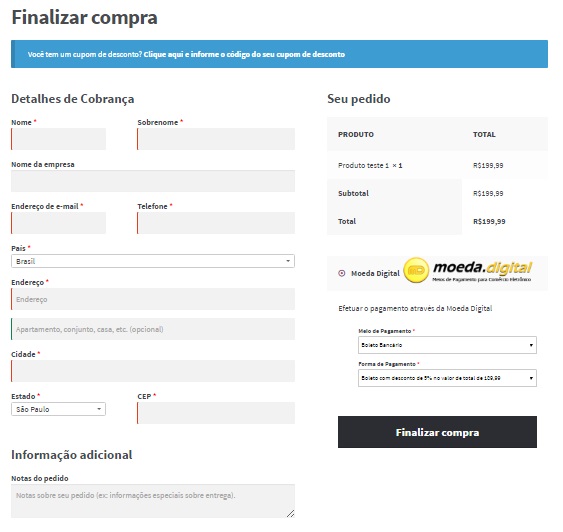 Finalizar compra
Você tem um cupom de desconto? Clique aqui e informe o código do seu cupom de desconto
Detalhes de Cobrança
Nome *
Sobrenome *
Nome da empresa
Endereço de e-mail *
Telefone *
País *
Brasil
Endereço *
Endereço
Apartamento, conjunto, casa, etc. (opcional)
Cidade *
Estado
CEP *
São Paulo
Informação adicional
Notas do pedido
Notas sobre seu pedido (ex: informações especiais sobre entrega).
Seu pedido
PRODUTO TOTAL
Produto teste 1 × 1 R$199,99
Subtotal R$199,99
Total R$199,99
Moeda Digital moeda.digital
Meios de Pagamento para Comércio Eletrônico
Efetuar o pagamento atraves da Moeda Digital
Meio de Pagamento *
Boleto Bancário
Forma de Pagamento *
Boleto com desconto de 5% no valor de total de 189,99
Finalizar compra